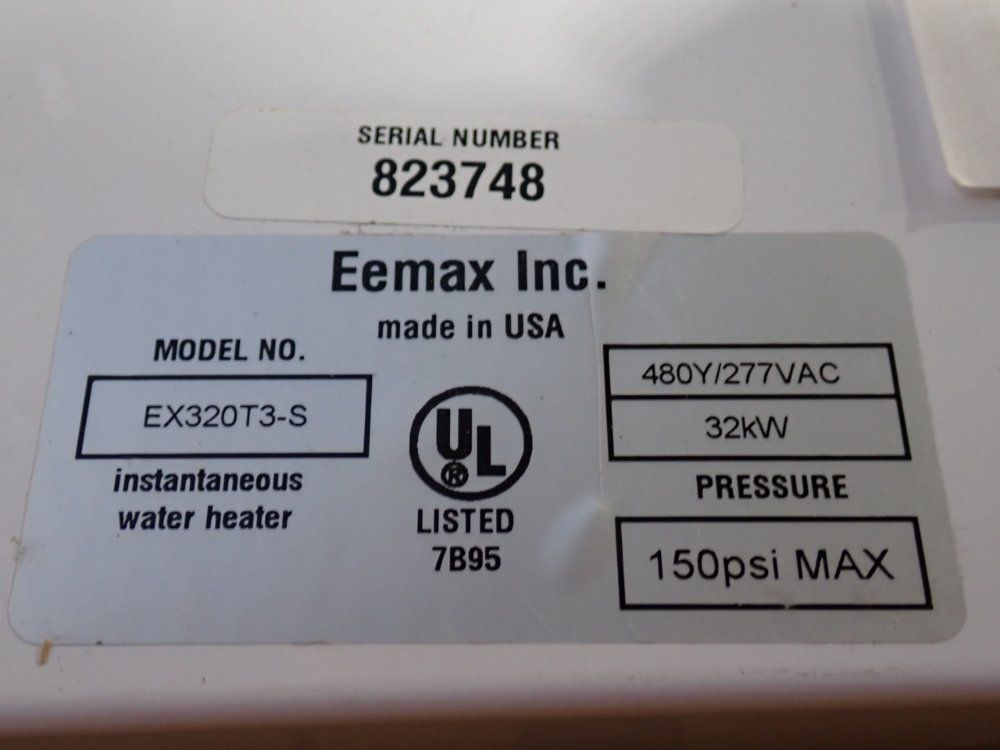 SERIAL NUMBER
823748
Eemax Inc.
made in USA
MODEL NO.
EX320T3-S
instantaneous
water heater
UL
®
LISTED
7B95
480Y/277VAC
32kW
PRESSURE
150psi MAX